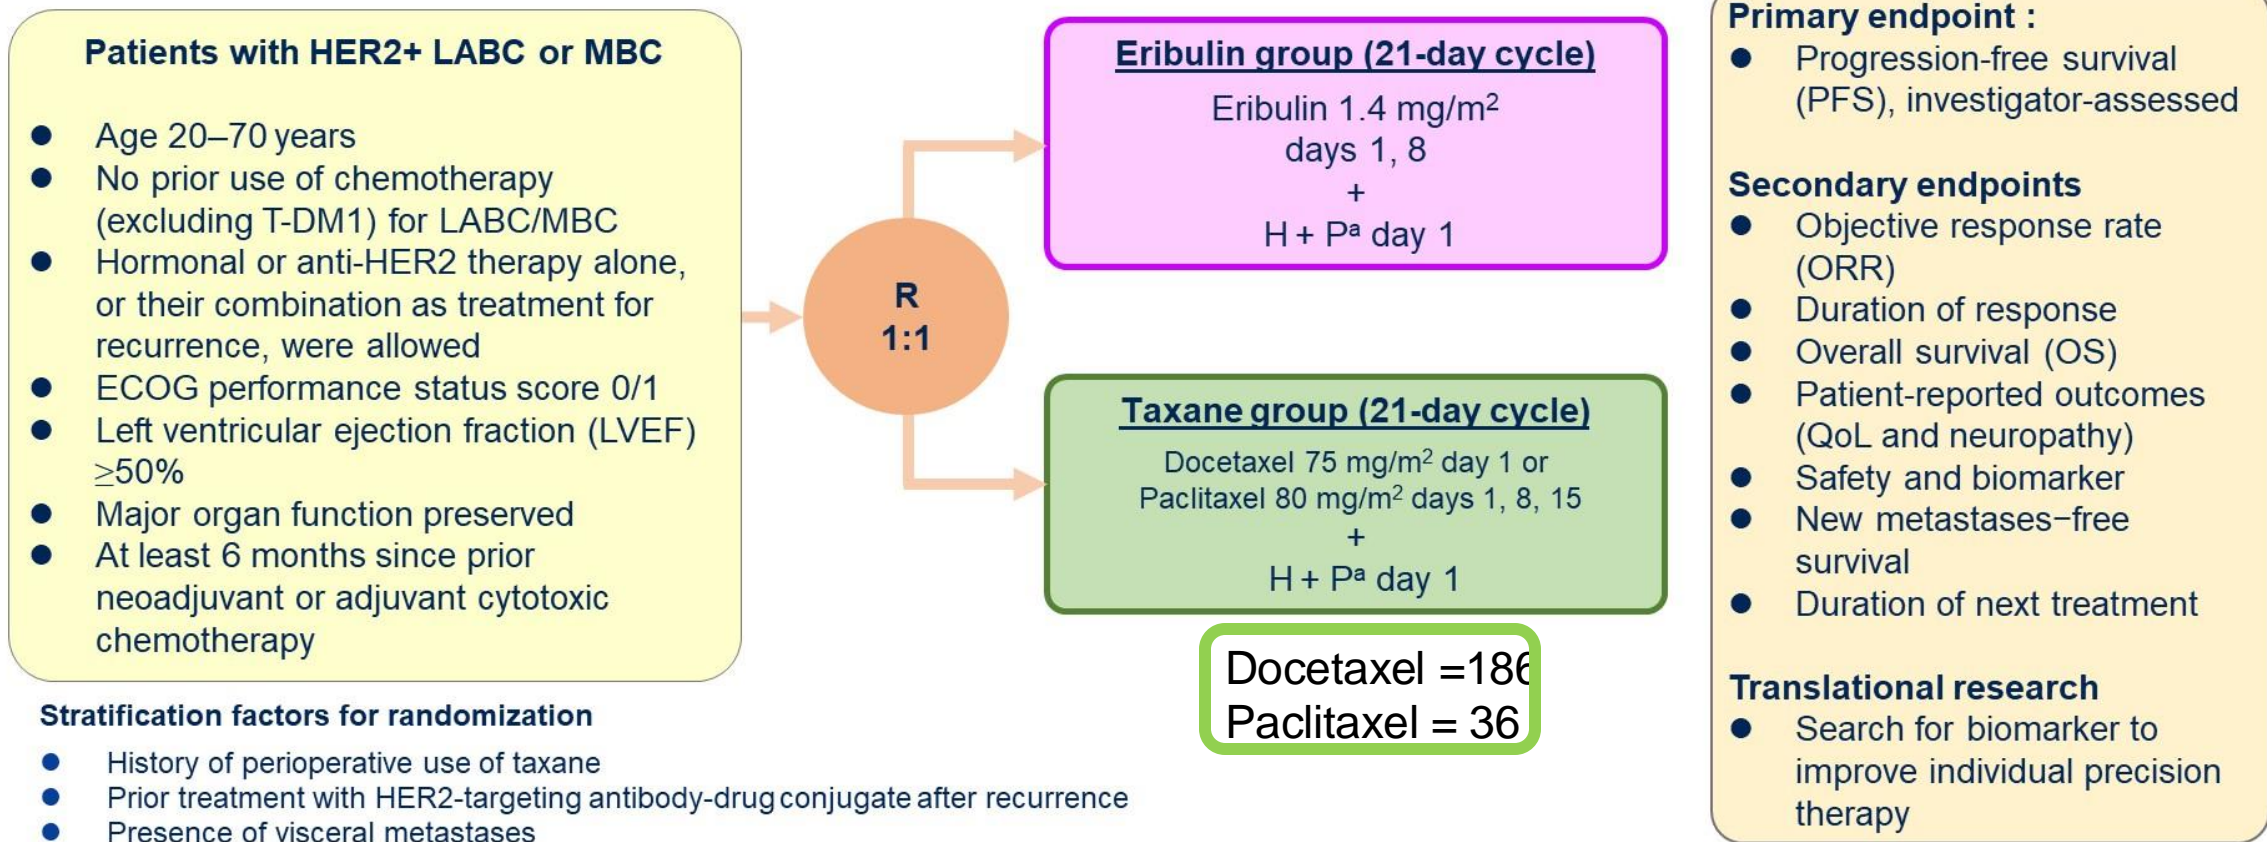 Patients with HER2+ LABC or MBC
● Age 20–70 years
● No prior use of chemotherapy
(excluding T-DM1) for LABC/MBC
● Hormonal or anti-HER2 therapy alone,
or their combination as treatment for
recurrence, were allowed
● ECOG performance status score 0/1
● Left ventricular ejection fraction (LVEF)
≥50%
● Major organ function preserved
● At least 6 months since prior
neoadjuvant or adjuvant cytotoxic
chemotherapy
Stratification factors for randomization
● History of perioperative use of taxane
● Prior treatment with HER2-targeting antibody-drug conjugate after recurrence
● Presence of visceral metastases
R
1:1
Eribulin group (21-day cycle)
Eribulin 1.4 mg/m²
days 1, 8
+
H + Pᵃ day 1
Taxane group (21-day cycle)
Docetaxel 75 mg/m² day 1 or
Paclitaxel 80 mg/m² days 1, 8, 15
+
H + Pᵃ day 1
Docetaxel =186
Paclitaxel = 36
Primary endpoint :
● Progression-free survival
(PFS), investigator-assessed
Secondary endpoints
● Objective response rate
(ORR)
● Duration of response
● Overall survival (OS)
● Patient-reported outcomes
(QoL and neuropathy)
● Safety and biomarker
● New metastases−free
survival
● Duration of next treatment
Translational research
● Search for biomarker to
improve individual precision
therapy